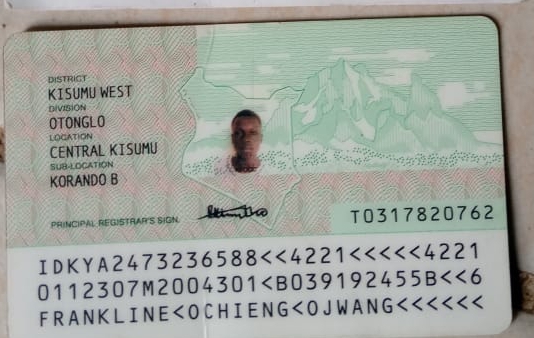 DISTRICT
KISUMU WEST
DIVISION
OTONGLO
LOCATION
CENTRAL KISUMU
SUB-LOCATION
KORANDO B
PRINCIPAL REGISTRAR'S SIGN.
T0317820762
IDKYA2473236588<<4221<<<<<4221
0112307M2004301<B039192455B<<6
FRANKLINE<OCHIENG<OJWANG<<<<<<